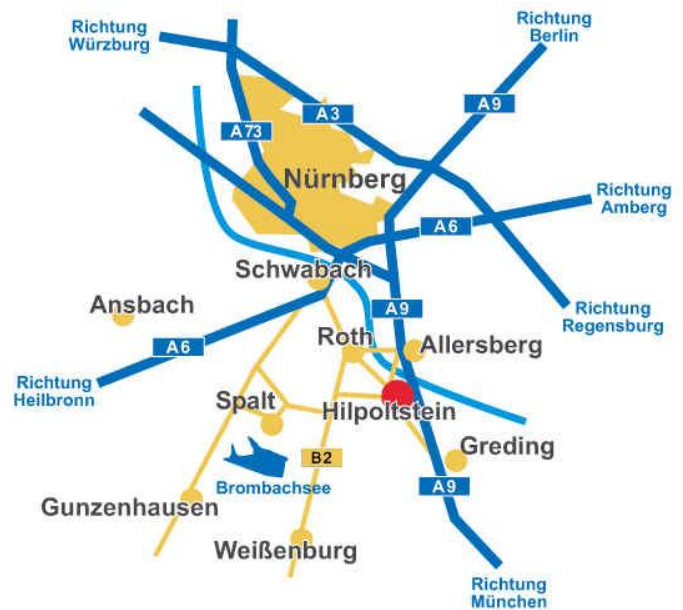 Richtung
Würzburg
Richtung
Berlin
A9
A3
A73
Nürnberg
Richtung
Amberg
A6
Schwabach
Ansbach
A9
Richtung
Regensburg
Roth
Allersberg
A6
Richtung
Heilbronn
Spalt
Hilpoltstein
Greding
B2
Brombachsee
A9
Gunzenhausen
Weißenburg
Richtung
München